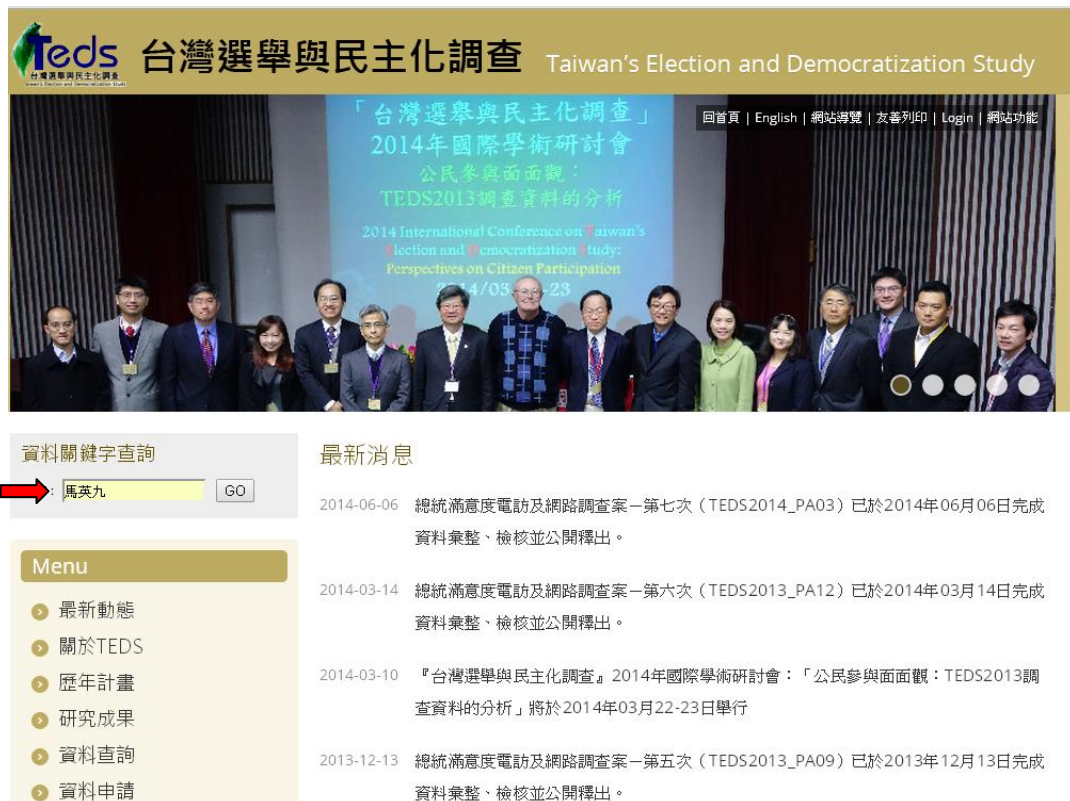 Teds
台灣選舉與民主化調查
台灣選舉與民主化調查 Taiwan's Election and Democratization Study
回首頁 | English | 網站導覽 | 友善列印 | Login | 網站功能
「台灣選舉與民主化調查」
2014年國際學術研討會
公民參與面面觀：
TEDS2013調查資料的分析
2014 International Conference on Taiwan's
Election and Democratization Study:
Perspectives on Citizen Participation
2014/03 -23
資料關鍵字查詢
: 馬英九 GO
Menu
最新動態
關於TEDS
歷年計畫
研究成果
資料查詢
資料申請
最新消息
2014-06-06 總統滿意度電訪及網路調查案－第七次（TEDS2014_PA03）已於2014年06月06日完成
資料彙整、檢核並公開釋出。
2014-03-14 總統滿意度電訪及網路調查案－第六次（TEDS2013_PA12）已於2014年03月14日完成
資料彙整、檢核並公開釋出。
2014-03-10 『台灣選舉與民主化調查』2014年國際學術研討會：「公民參與面面觀：TEDS2013調
查資料的分析」將於2014年03月22-23日舉行
2013-12-13 總統滿意度電訪及網路調查案－第五次（TEDS2013_PA09）已於2013年12月13日完成
資料彙整、檢核並公開釋出。